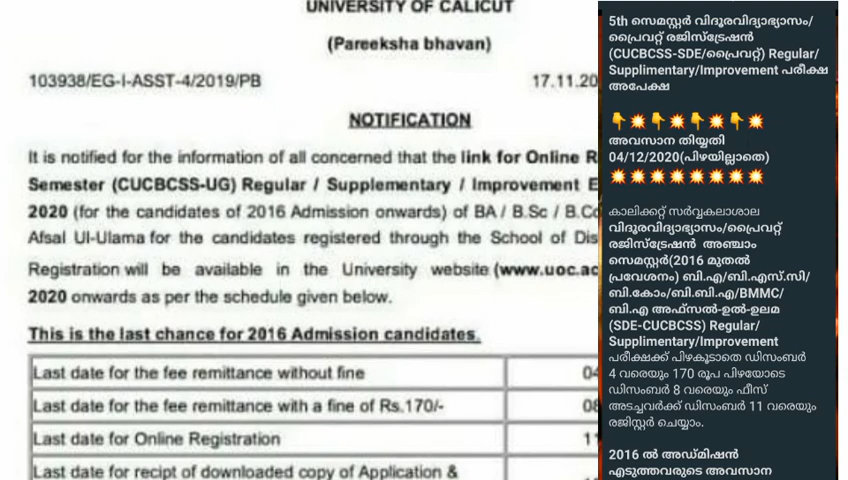 UNIVERSITY OF CALICUT
(Pareeksha bhavan)
103938/EG-I-ASST-4/2019/PB 17.11.20
NOTIFICATION
It is notified for the information of all concerned that the link for Online R
Semester (CUCBCSS-UG) Regular / Supplementary / Improvement E
2020 (for the candidates of 2016 Admission onwards) of BA / B.Sc / B.Co
Afsal Ul-Ulama for the candidates registered through the School of Dis
Registration will be available in the University website (www.uoc.ac
2020 onwards as per the schedule given below.
This is the last chance for 2016 Admission candidates.
Last date for the fee remittance without fine 04
Last date for the fee remittance with a fine of Rs.170/- 08
Last date for Online Registration 11
Last date for recipt of downloaded copy of Application &
5th സെമസ്റ്റർ വിദൂരവിദ്യാഭ്യാസം/
പ്രൈവറ്റ് രജിസ്ട്രേഷൻ
(CUCBCSS-SDE/പ്രൈവറ്റ്) Regular/
Supplimentary/Improvement പരീക്ഷ
അപേക്ഷ
👇💥👇💥👇💥👇💥
അവസാന തിയ്യതി
04/12/2020(പിഴയില്ലാതെ)
💥💥💥💥💥💥💥💥
കാലിക്കറ്റ് സർവ്വകലാശാല
വിദൂരവിദ്യാഭ്യാസം/പ്രൈവറ്റ്
രജിസ്ട്രേഷൻ അഞ്ചാം
സെമസ്റ്റർ(2016 മുതൽ
പ്രവേശനം) ബി.എ/ബി.എസ്.സി/
ബി.കോം/ബി.ബി.എ/BMMC/
ബി.എ അഫ്സൽ-ഉൽ-ഉലമ
(SDE-CUCBCSS) Regular/
Supplimentary/Improvement
പരീക്ഷക്ക് പിഴകൂടാതെ ഡിസംബർ
4 വരെയും 170 രൂപ പിഴയോടെ
ഡിസംബർ 8 വരെയും ഫീസ്
അടച്ചവർക്ക് ഡിസംബർ 11 വരെയും
രജിസ്റ്റർ ചെയ്യാം.
2016 ൽ അഡ്മിഷൻ
എടുത്തവരുടെ അവസാന